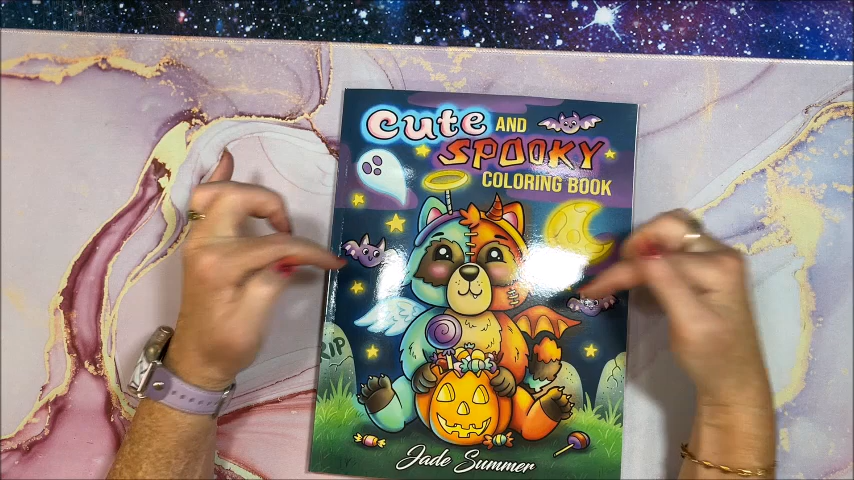 Cute AND
SPOOKY
COLORING BOOK
RIP
Jade Summer